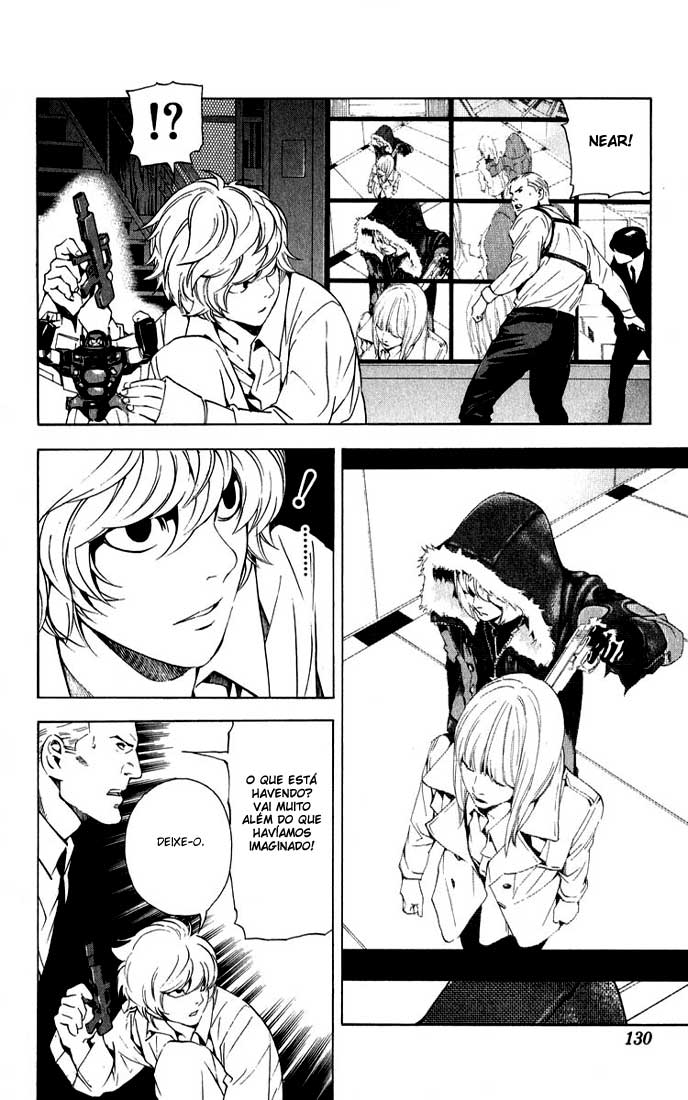 NEAR!
!?
!
......
O QUE ESTÁ
HAVENDO?
VAI MUITO
ALÉM DO QUE
HAVÍAMOS
IMAGINADO!
DEIXE-O.
130